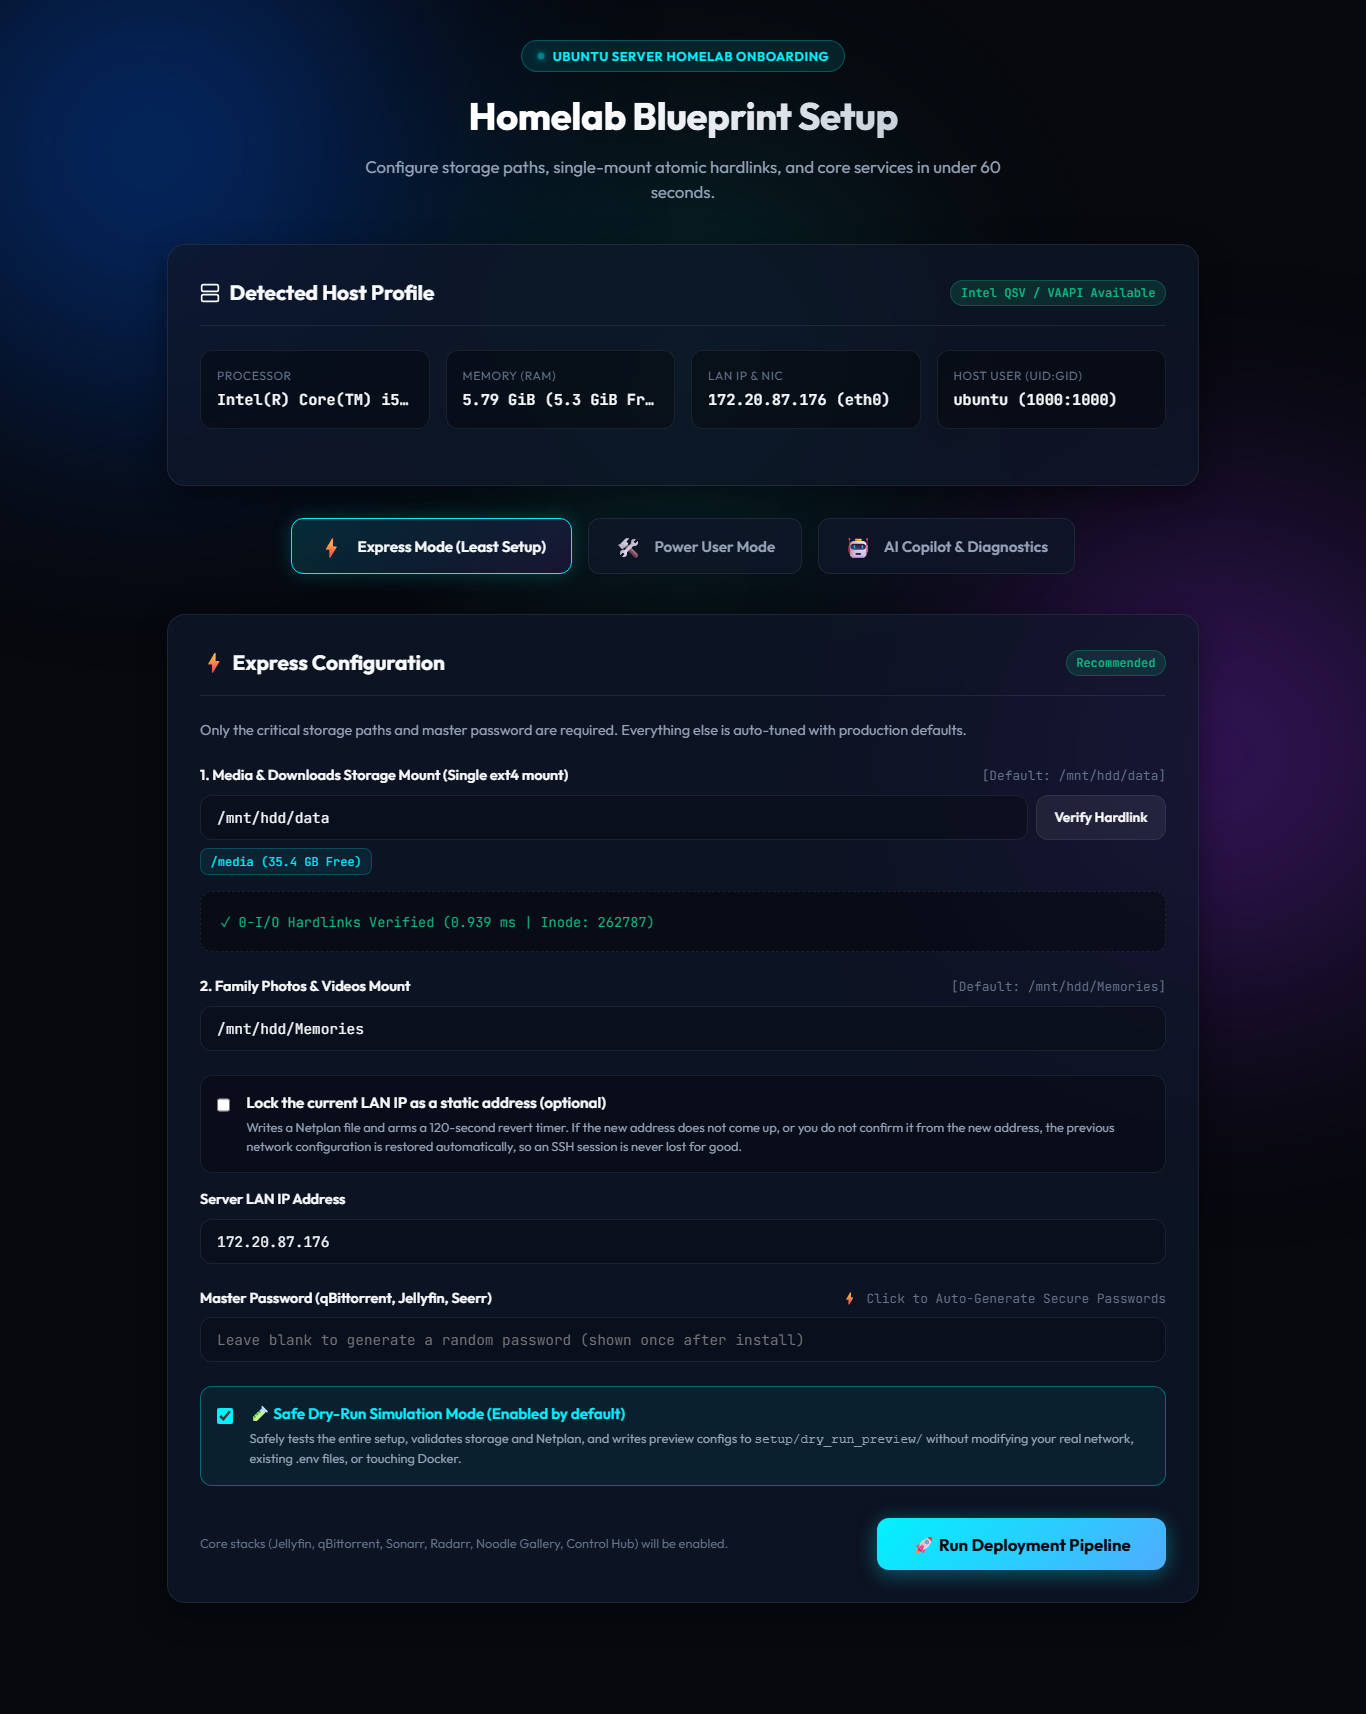 UBUNTU SERVER HOMELAB ONBOARDING
Homelab Blueprint Setup
Configure storage paths, single-mount atomic hardlinks, and core services in under 60
seconds.
Detected Host Profile
Intel QSV / VAAPI Available
PROCESSOR
Intel(R) Core(TM) i5…
MEMORY (RAM)
5.79 GiB (5.3 GiB Fr…
LAN IP & NIC
172.20.87.176 (eth0)
HOST USER (UID:GID)
ubuntu (1000:1000)
Express Mode (Least Setup)
Power User Mode
AI Copilot & Diagnostics
Express Configuration
Recommended
Only the critical storage paths and master password are required. Everything else is auto-tuned with production defaults.
1. Media & Downloads Storage Mount (Single ext4 mount)
[Default: /mnt/hdd/data]
/mnt/hdd/data
Verify Hardlink
/media (35.4 GB Free)
✓ 0-I/O Hardlinks Verified (0.939 ms | Inode: 262787)
2. Family Photos & Videos Mount
[Default: /mnt/hdd/Memories]
/mnt/hdd/Memories
Lock the current LAN IP as a static address (optional)
Writes a Netplan file and arms a 120-second revert timer. If the new address does not come up, or you do not confirm it from the new address, the previous
network configuration is restored automatically, so an SSH session is never lost for good.
Server LAN IP Address
172.20.87.176
Master Password (qBittorrent, Jellyfin, Seerr)
⚡ Click to Auto-Generate Secure Passwords
Leave blank to generate a random password (shown once after install)
Safe Dry-Run Simulation Mode (Enabled by default)
Safely tests the entire setup, validates storage and Netplan, and writes preview configs to setup/dry_run_preview/ without modifying your real network,
existing .env files, or touching Docker.
Core stacks (Jellyfin, qBittorrent, Sonarr, Radarr, Noodle Gallery, Control Hub) will be enabled.
🚀 Run Deployment Pipeline